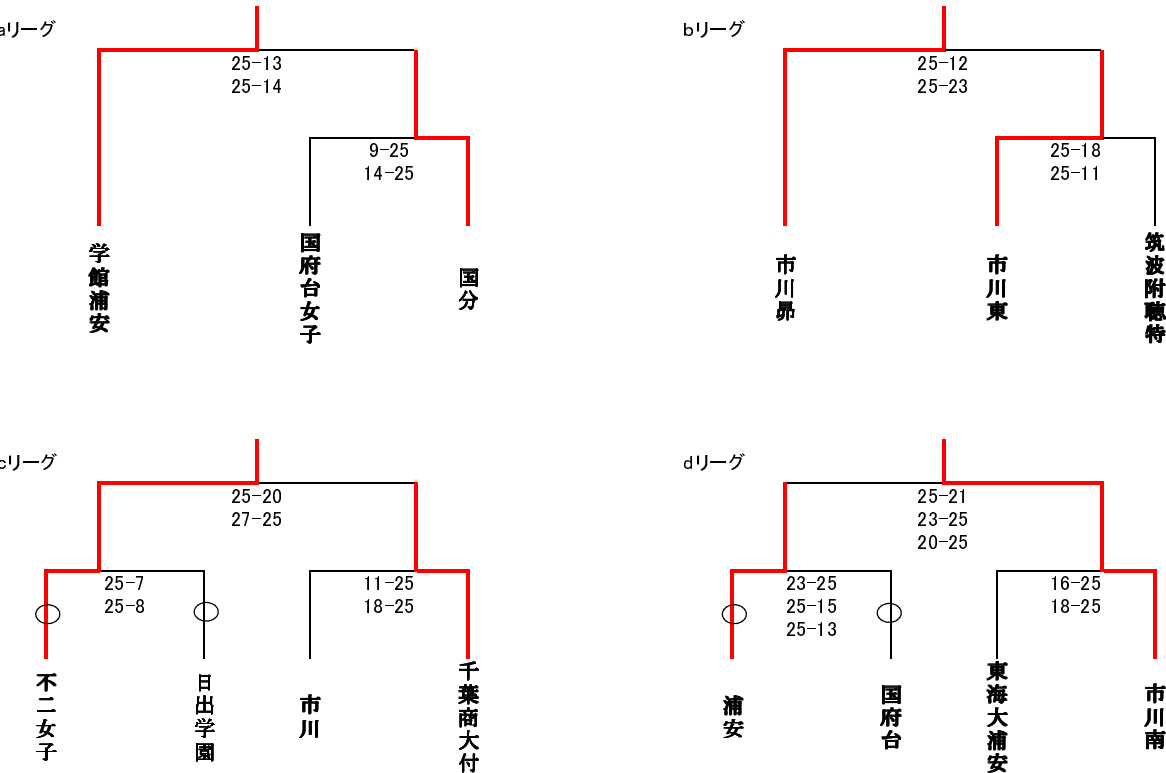 aリーグ
25-13
25-14
9-25
14-25
学館浦安
国府台女子
国分
bリーグ
25-12
25-23
25-18
25-11
市川昴
市川東
筑波附聴特
cリーグ
25-20
27-25
25-7
25-8
11-25
18-25
不二女子
日出学園
市川
千葉商大付
dリーグ
25-21
23-25
20-25
23-25
25-15
25-13
16-25
18-25
浦安
国府台
東海大浦安
市川南